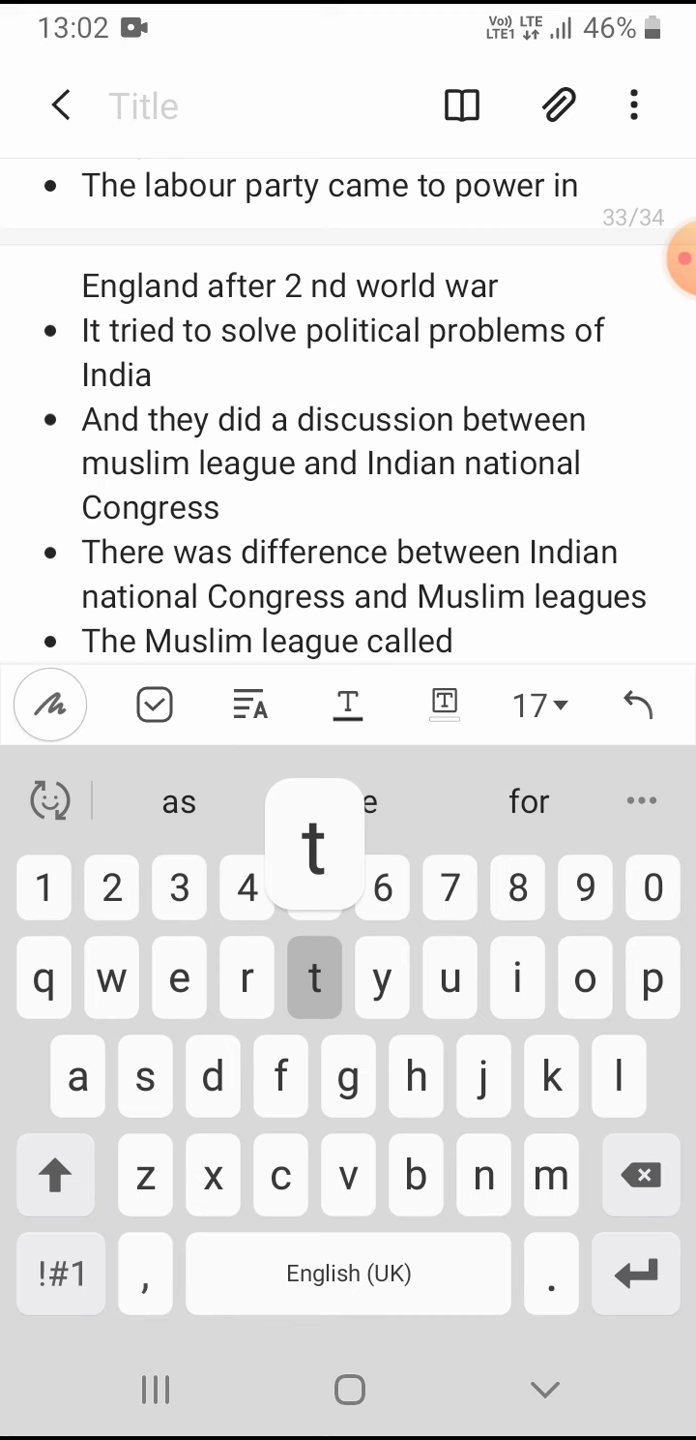 13:02 Vo)) LTE1 LTE 46%
Title
The labour party came to power in
33/34
England after 2 nd world war
It tried to solve political problems of
India
And they did a discussion between
muslim league and Indian national
Congress
There was difference between Indian
national Congress and Muslim leagues
The Muslim league called
A T T 17
as e for
t
1 2 3 4 6 7 8 9 0
q w e r t y u i o p
a s d f g h j k l
z x c v b n m
!#1 , English (UK) .